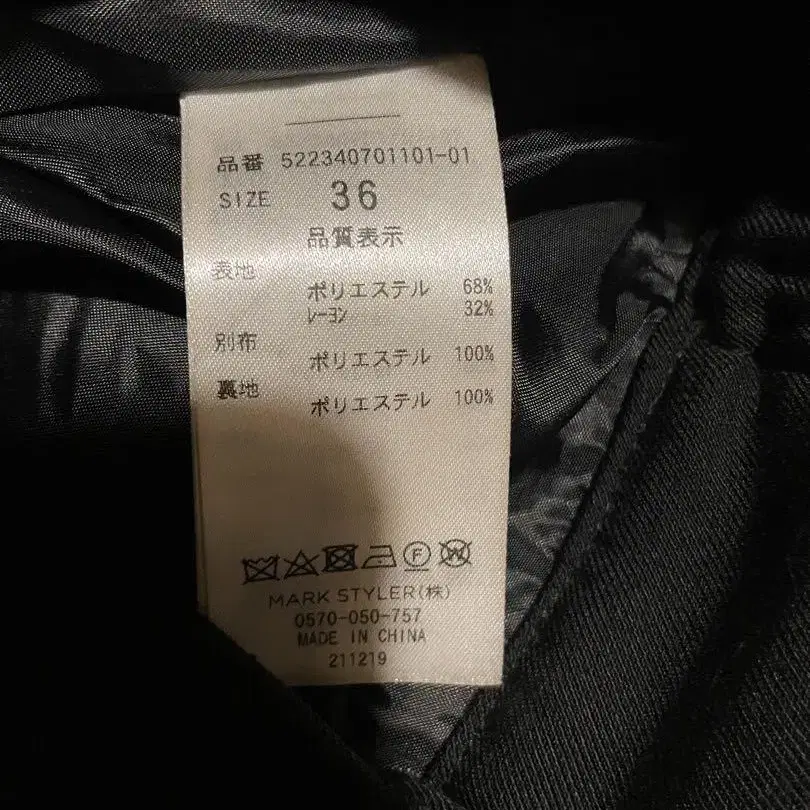 品番 522340701101-01
SIZE 36
品質表示
表地
ポリエステル 68%
レーヨン 32%
別布
ポリエステル 100%
裏地
ポリエステル 100%
F W
MARK STYLER(株)
0570-050-757
MADE IN CHINA
211219